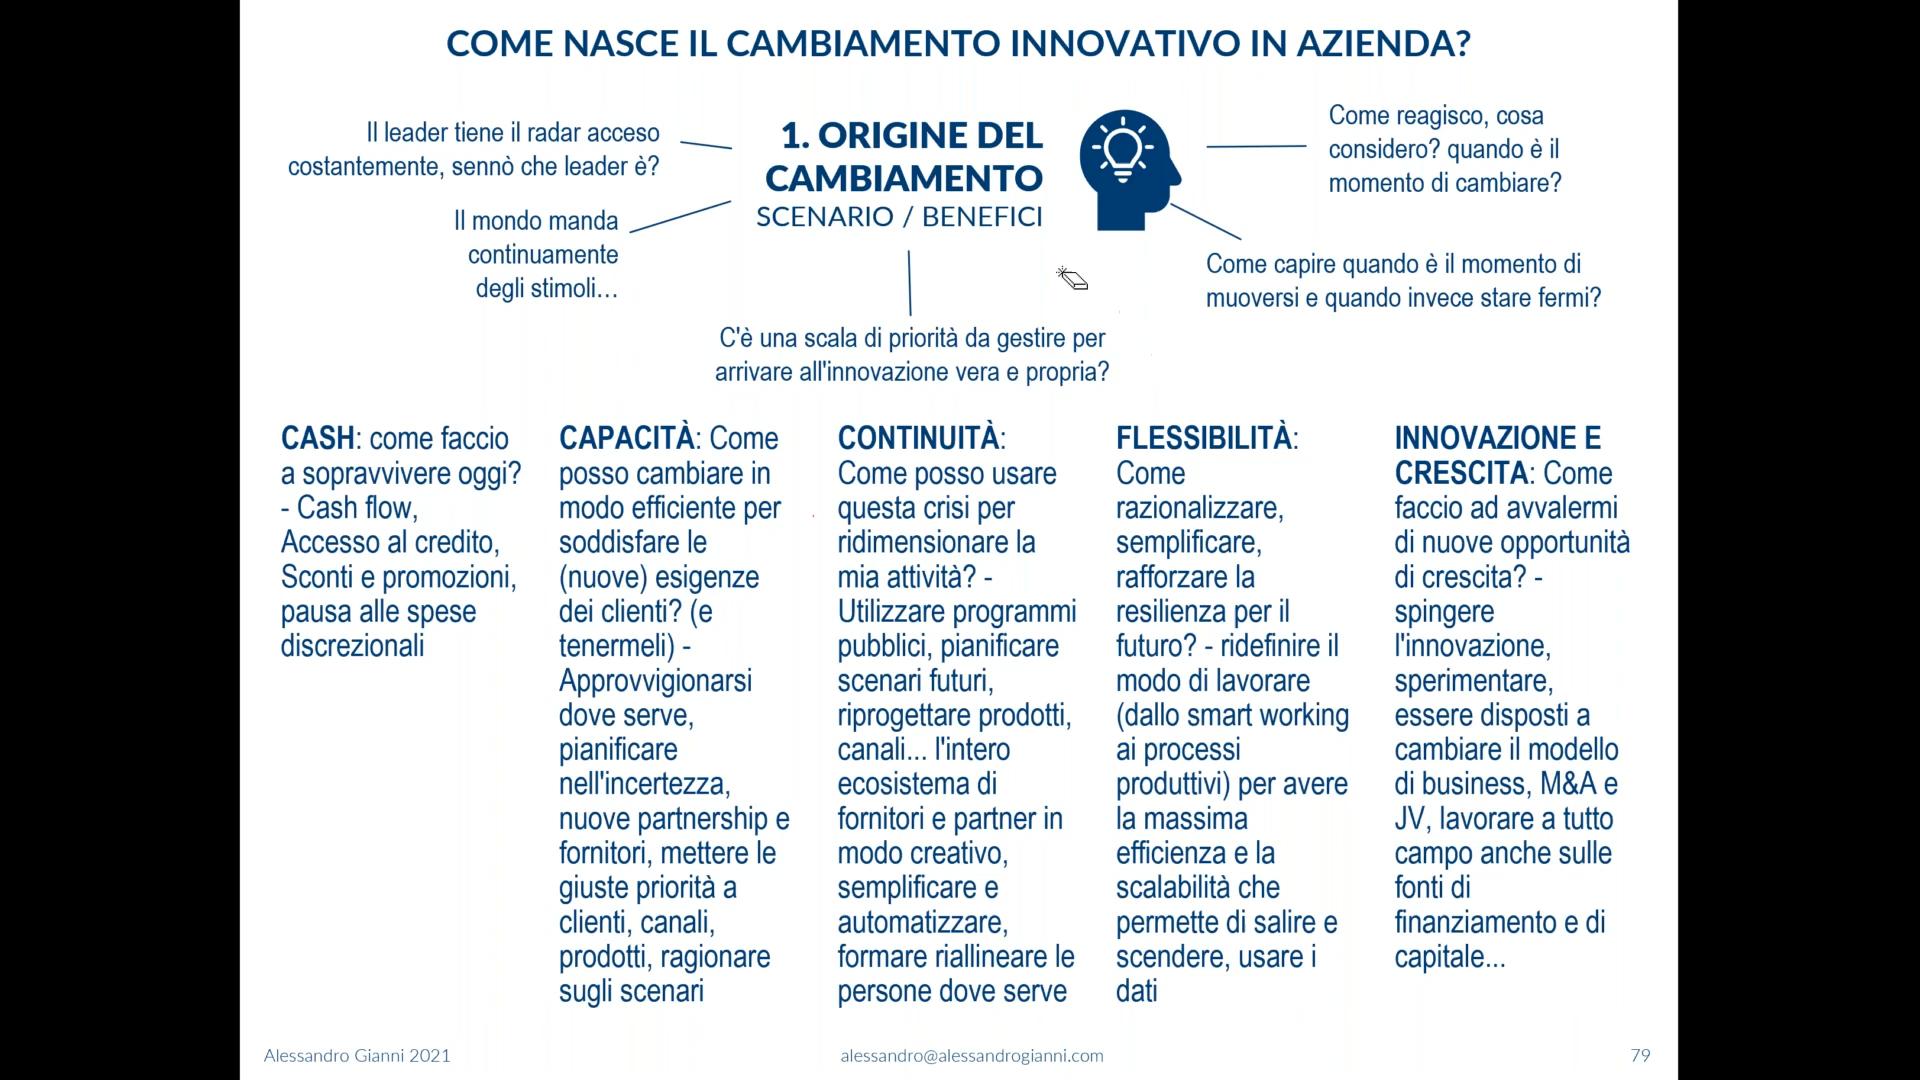 COME NASCE IL CAMBIAMENTO INNOVATIVO IN AZIENDA?
Il leader tiene il radar acceso
costantemente, sennò che leader è?
Il mondo manda
continuamente
degli stimoli...
1. ORIGINE DEL
CAMBIAMENTO
SCENARIO / BENEFICI
Come reagisco, cosa
considero? quando è il
momento di cambiare?
Come capire quando è il momento di
muoversi e quando invece stare fermi?
C'è una scala di priorità da gestire per
arrivare all'innovazione vera e propria?
CASH: come faccio
a sopravvivere oggi?
- Cash flow,
Accesso al credito,
Sconti e promozioni,
pausa alle spese
discrezionali
CAPACITÀ: Come
posso cambiare in
modo efficiente per
soddisfare le
(nuove) esigenze
dei clienti? (e
tenermeli) -
Approvvigionarsi
dove serve,
pianificare
nell'incertezza,
nuove partnership e
fornitori, mettere le
giuste priorità a
clienti, canali,
prodotti, ragionare
sugli scenari
CONTINUITÀ:
Come posso usare
questa crisi per
ridimensionare la
mia attività? -
Utilizzare programmi
pubblici, pianificare
scenari futuri,
riprogettare prodotti,
canali... l'intero
ecosistema di
fornitori e partner in
modo creativo,
semplificare e
automatizzare,
formare riallineare le
persone dove serve
FLESSIBILITÀ:
Come
razionalizzare,
semplificare,
rafforzare la
resilienza per il
futuro? - ridefinire il
modo di lavorare
(dallo smart working
ai processi
produttivi) per avere
la massima
efficienza e la
scalabilità che
permette di salire e
scendere, usare i
dati
INNOVAZIONE E
CRESCITA: Come
faccio ad avvalermi
di nuove opportunità
di crescita? -
spingere
l'innovazione,
sperimentare,
essere disposti a
cambiare il modello
di business, M&A e
JV, lavorare a tutto
campo anche sulle
fonti di
finanziamento e di
capitale...
Alessandro Gianni 2021
alessandro@alessandrogianni.com
79